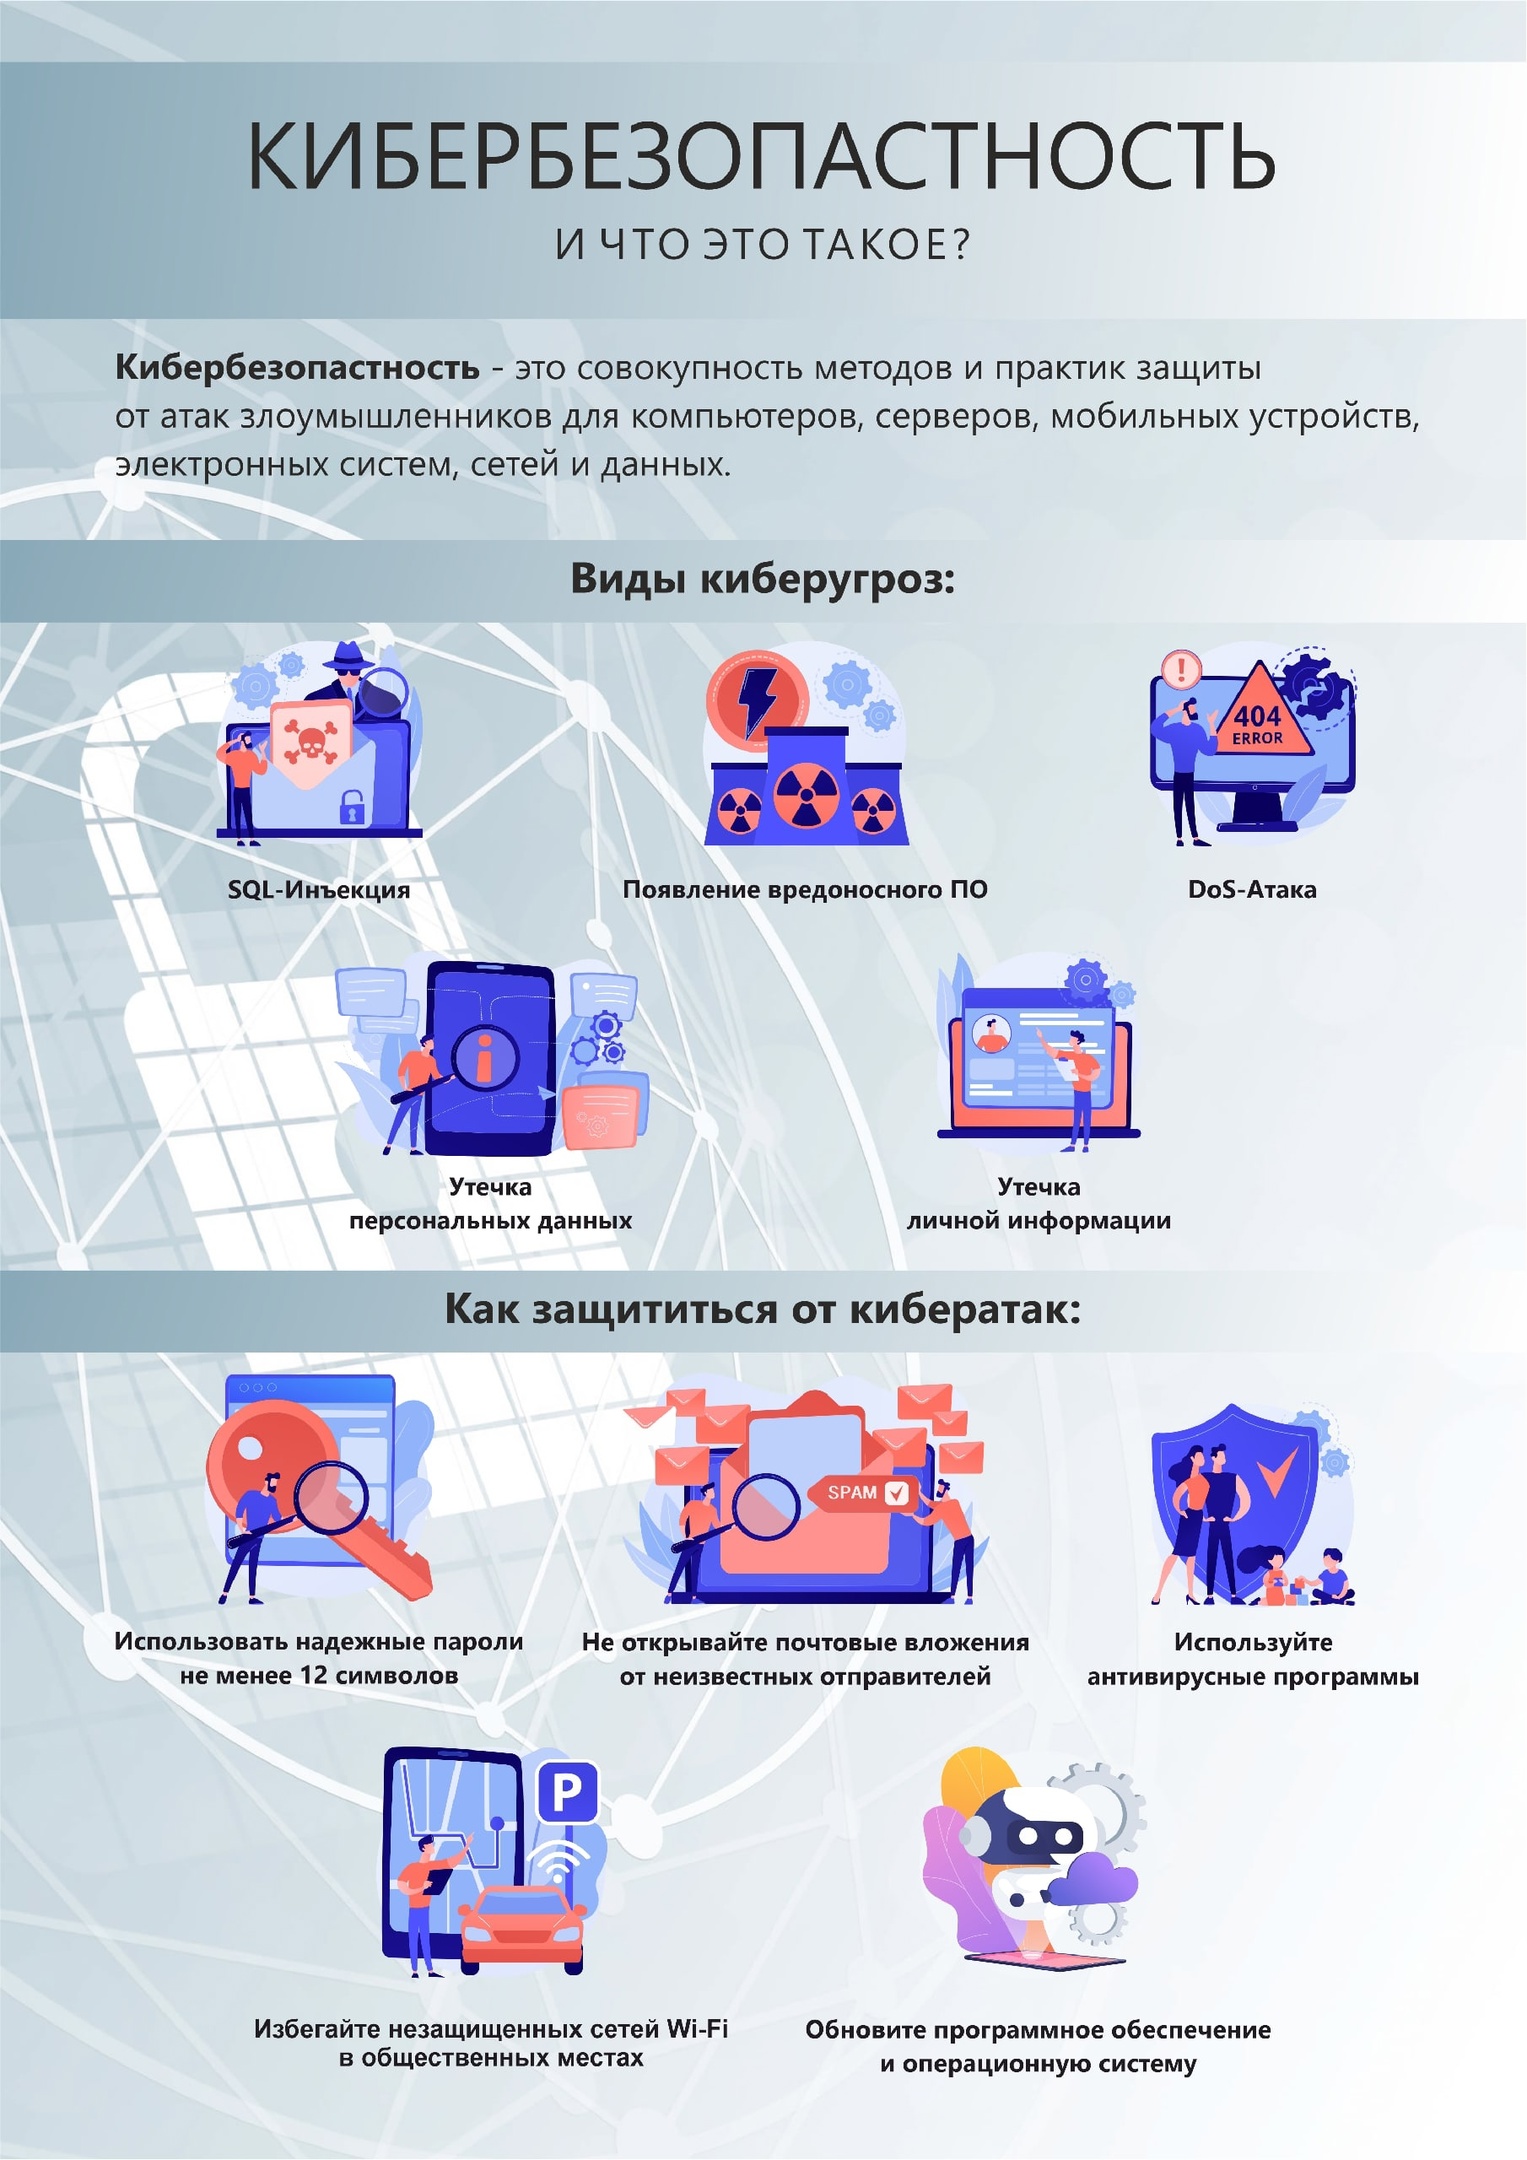 КИБЕРБЕЗОПАСТНОСТЬ
И ЧТО ЭТО ТАКОЕ?
Кибербезопастность - это совокупность методов и практик защиты
от атак злоумышленников для компьютеров, серверов, мобильных устройств,
электронных систем, сетей и данных.
Виды киберугроз:
!
404
ERROR
SQL-Инъекция
Появление вредоносного ПО
DoS-Атака
i
Утечка
персональных данных
Утечка
личной информации
Как защититься от кибератак:
SPAM
Использовать надежные пароли
не менее 12 символов
Не открывайте почтовые вложения
от неизвестных отправителей
Используйте
антивирусные программы
P
Избегайте незащищенных сетей Wi-Fi
в общественных местах
Обновите программное обеспечение
и операционную систему